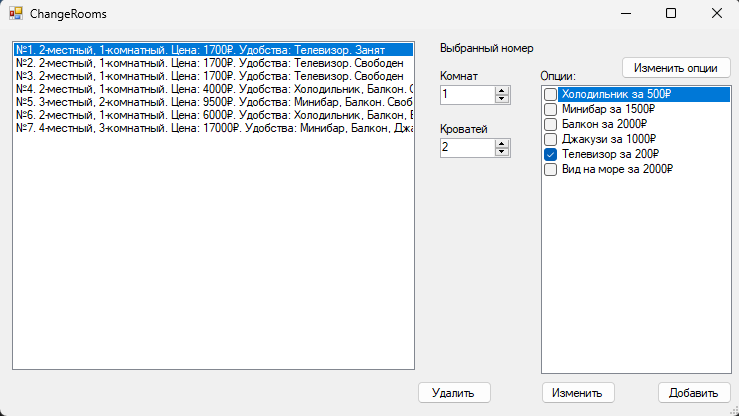 ChangeRooms
№1. 2-местный, 1-комнатный. Цена: 1700₽. Удобства: Телевизор. Занят
№2. 2-местный, 1-комнатный. Цена: 1700₽. Удобства: Телевизор. Свободен
№3. 2-местный, 1-комнатный. Цена: 1700₽. Удобства: Телевизор. Свободен
№4. 2-местный, 1-комнатный. Цена: 4000₽. Удобства: Холодильник, Балкон. С
№5. 3-местный, 2-комнатный. Цена: 9500₽. Удобства: Минибар, Балкон. Своб
№6. 2-местный, 1-комнатный. Цена: 6000₽. Удобства: Холодильник, Балкон, В
№7. 4-местный, 3-комнатный. Цена: 17000₽. Удобства: Минибар, Балкон, Джа
Выбранный номер
Комнат
1
Кроватей
2
Опции:
Изменить опции
Холодильник за 500₽
Минибар за 1500₽
Балкон за 2000₽
Джакузи за 1000₽
Телевизор за 200₽
Вид на море за 2000₽
Удалить
Изменить
Добавить